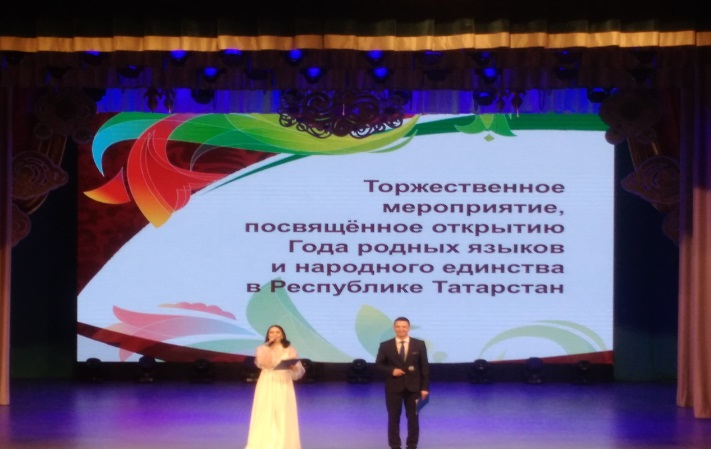 Торжественное
мероприятие,
посвящённое открытию
Года родных языков
и народного единства
в Республике Татарстан